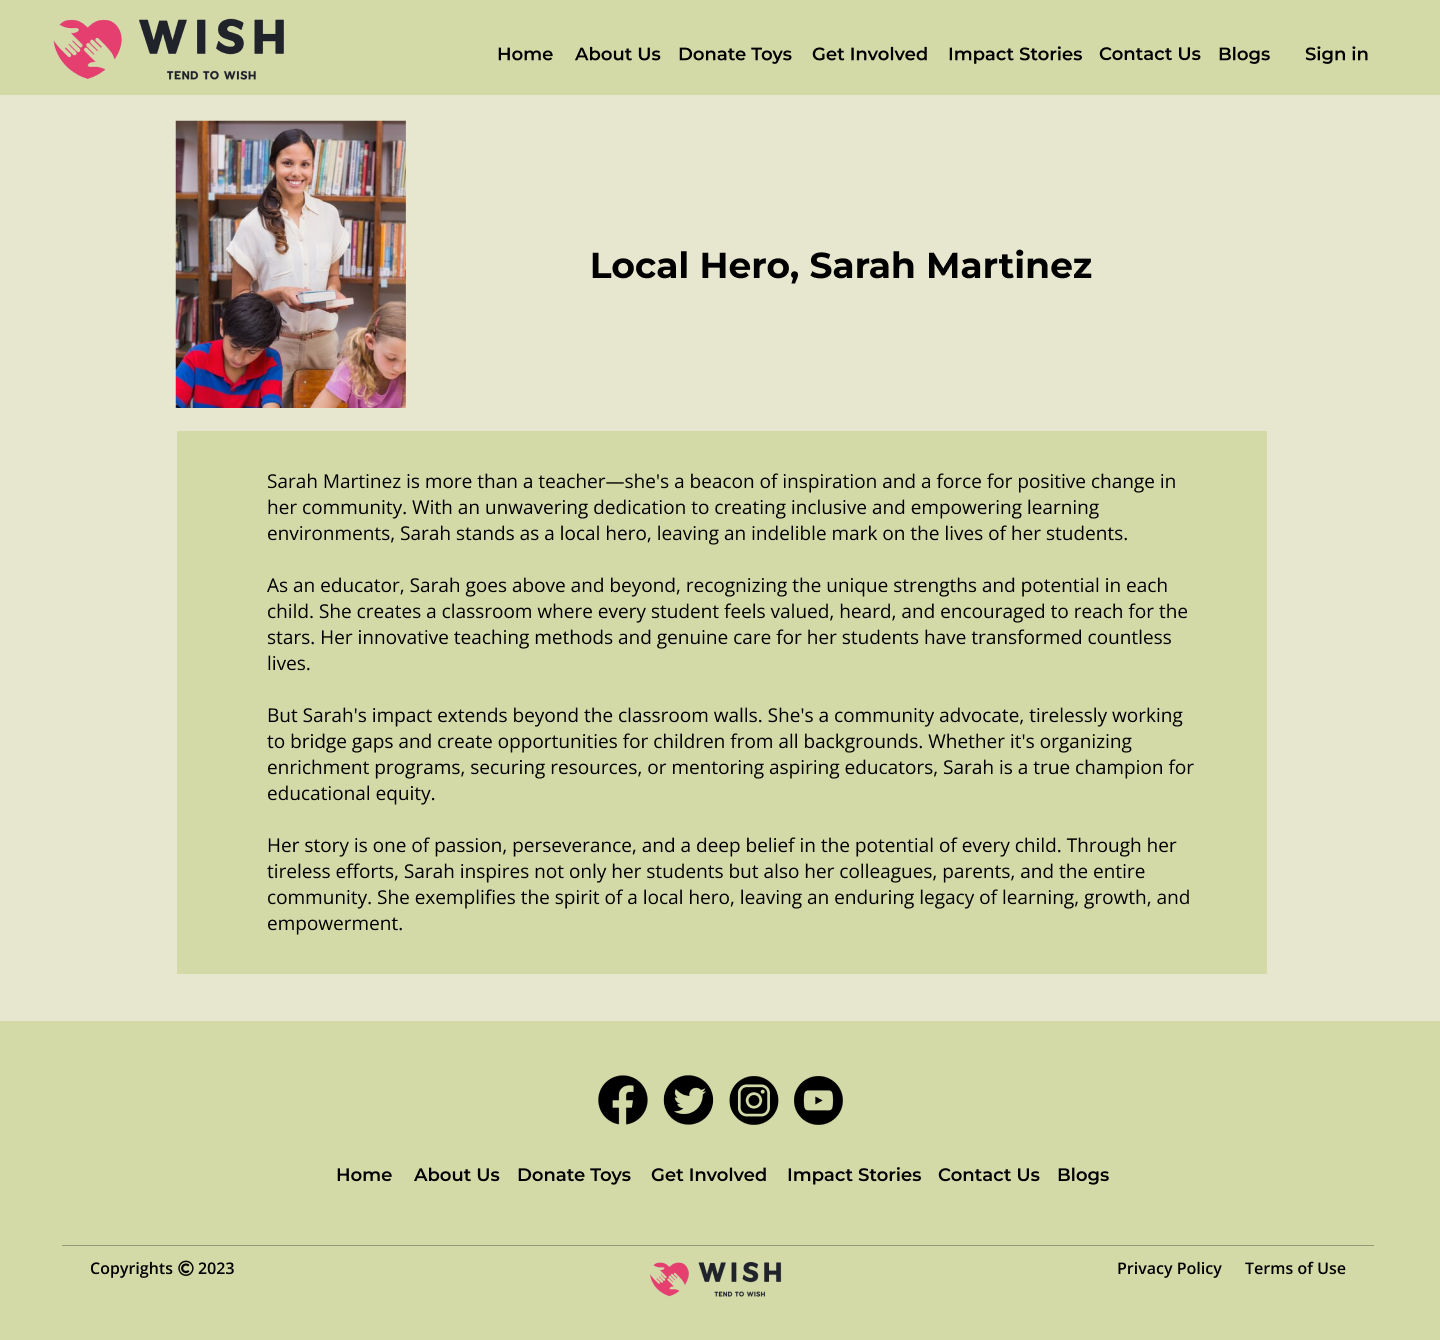 WISH
TEND TO WISH
Home About Us Donate Toys Get Involved Impact Stories Contact Us Blogs Sign in
Local Hero, Sarah Martinez
Sarah Martinez is more than a teacher—she's a beacon of inspiration and a force for positive change in
her community. With an unwavering dedication to creating inclusive and empowering learning
environments, Sarah stands as a local hero, leaving an indelible mark on the lives of her students.
As an educator, Sarah goes above and beyond, recognizing the unique strengths and potential in each
child. She creates a classroom where every student feels valued, heard, and encouraged to reach for the
stars. Her innovative teaching methods and genuine care for her students have transformed countless
lives.
But Sarah's impact extends beyond the classroom walls. She's a community advocate, tirelessly working
to bridge gaps and create opportunities for children from all backgrounds. Whether it's organizing
enrichment programs, securing resources, or mentoring aspiring educators, Sarah is a true champion for
educational equity.
Her story is one of passion, perseverance, and a deep belief in the potential of every child. Through her
tireless efforts, Sarah inspires not only her students but also her colleagues, parents, and the entire
community. She exemplifies the spirit of a local hero, leaving an enduring legacy of learning, growth, and
empowerment.
Home About Us Donate Toys Get Involved Impact Stories Contact Us Blogs
Copyrights © 2023
WISH
TEND TO WISH
Privacy Policy Terms of Use